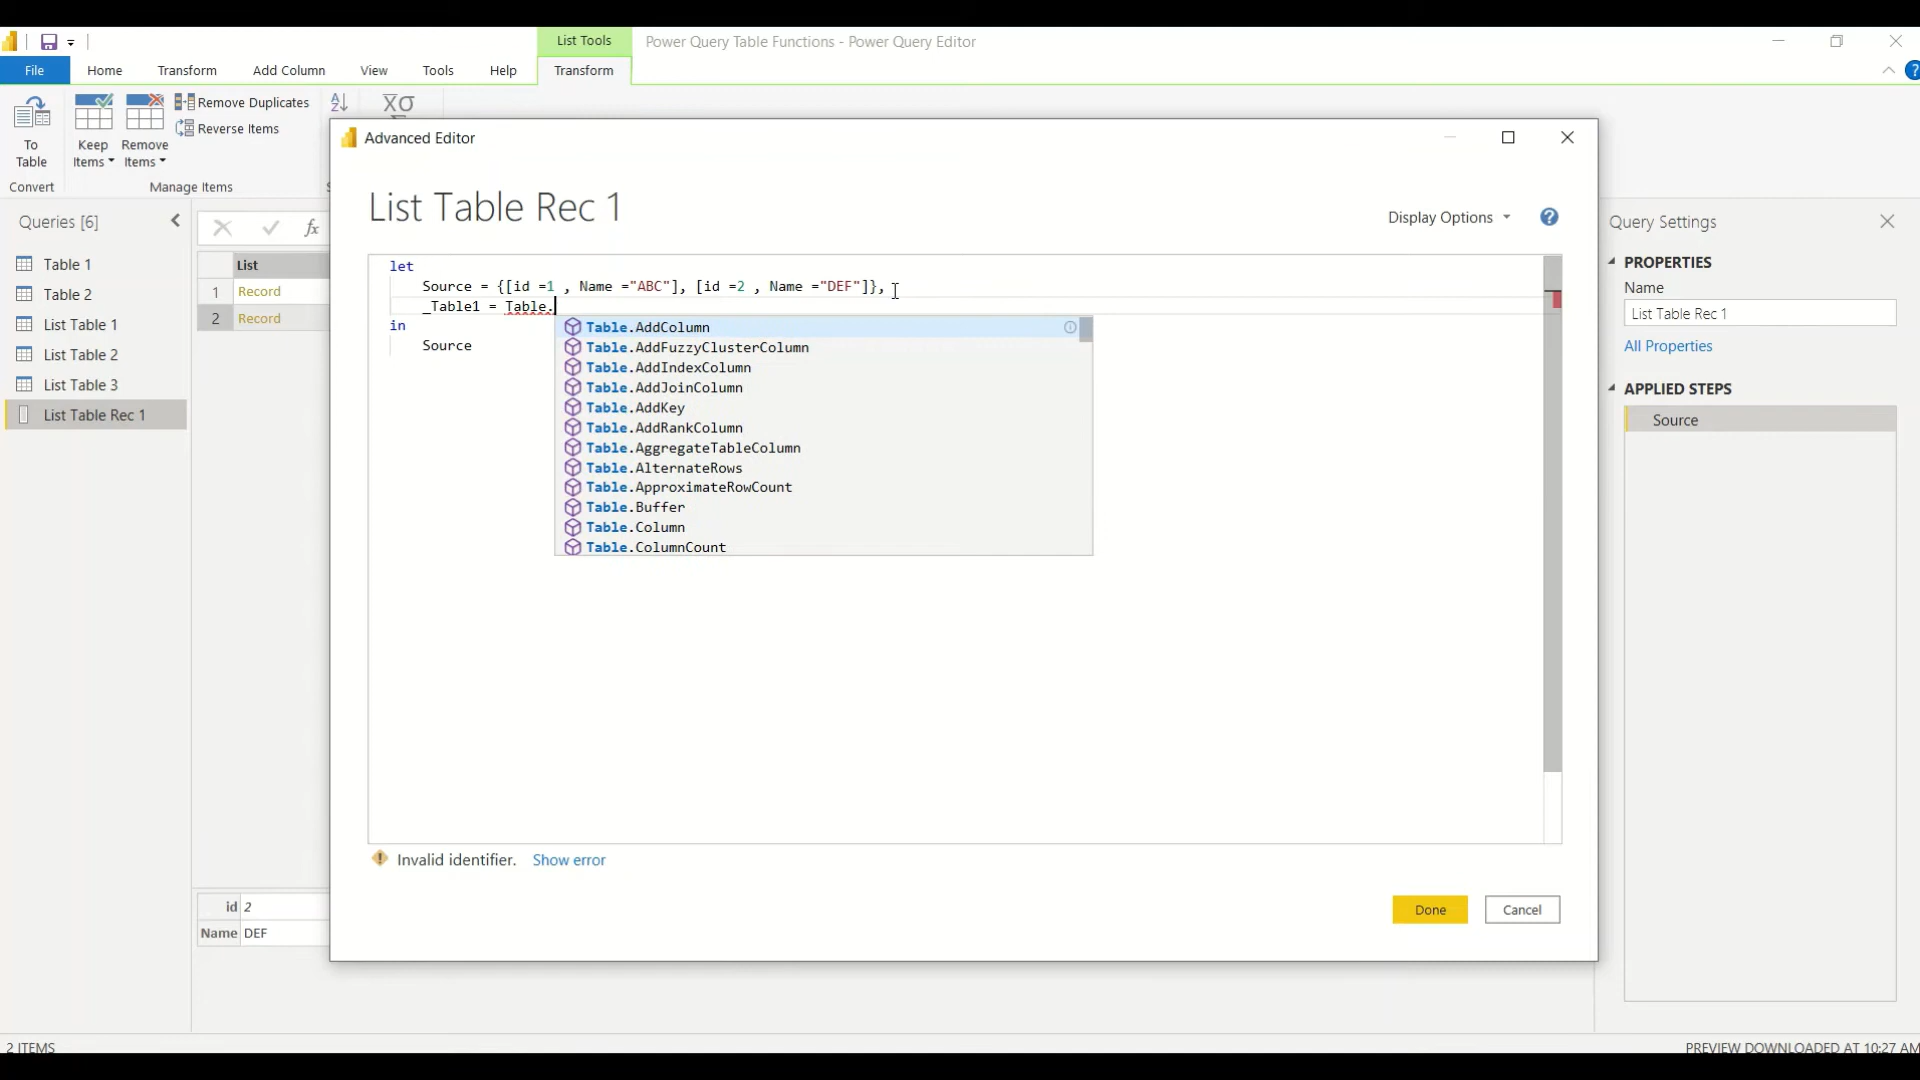 List Tools
Power Query Table Functions - Power Query Editor
File
Home
Transform
Add Column
View
Tools
Help
Transform
To Table
Keep Items
Remove Items
Remove Duplicates
Reverse Items
Convert
Manage Items
Queries [6]
Table 1
Table 2
List Table 1
List Table 2
List Table 3
List Table Rec 1
fx
List
1 Record
2 Record
id 2
Name DEF
Advanced Editor
List Table Rec 1
Display Options
let
Source = {[id =1 , Name ="ABC"], [id =2 , Name ="DEF"]},
_Table1 = Table.
in
Source
Table.AddColumn
Table.AddFuzzyClusterColumn
Table.AddIndexColumn
Table.AddJoinColumn
Table.AddKey
Table.AddRankColumn
Table.AggregateTableColumn
Table.AlternateRows
Table.ApproximateRowCount
Table.Buffer
Table.Column
Table.ColumnCount
Invalid identifier. Show error
Done
Cancel
Query Settings
PROPERTIES
Name
List Table Rec 1
All Properties
APPLIED STEPS
Source
2 ITEMS
PREVIEW DOWNLOADED AT 10:27 AM